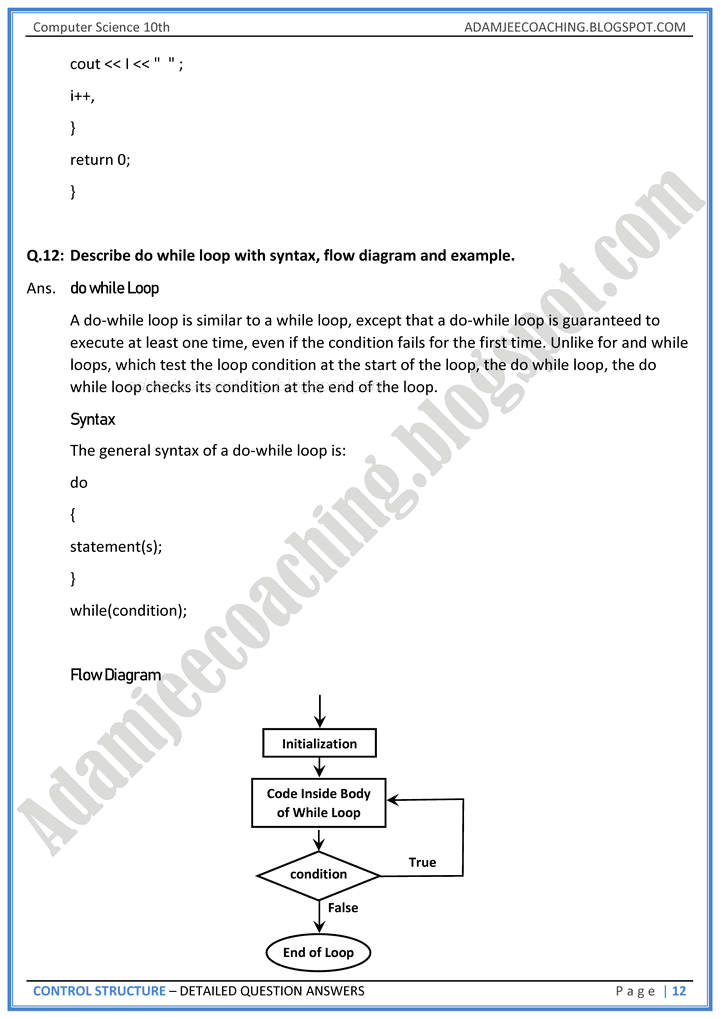 Computer Science 10th ADAMJEECOACHING.BLOGSPOT.COM
cout << I << "  " ;
i++,
}
return 0;
}
Q.12: Describe do while loop with syntax, flow diagram and example.
Ans. do while Loop
A do-while loop is similar to a while loop, except that a do-while loop is guaranteed to
execute at least one time, even if the condition fails for the first time. Unlike for and while
loops, which test the loop condition at the start of the loop, the do while loop, the do
while loop checks its condition at the end of the loop.
Syntax
The general syntax of a do-while loop is:
do
{
statement(s);
}
while(condition);
Flow Diagram
Initialization
Code Inside Body
of While Loop
condition
True
False
End of Loop
CONTROL STRUCTURE – DETAILED QUESTION ANSWERS Page | 12
Adamjeecoaching.blogspot.com